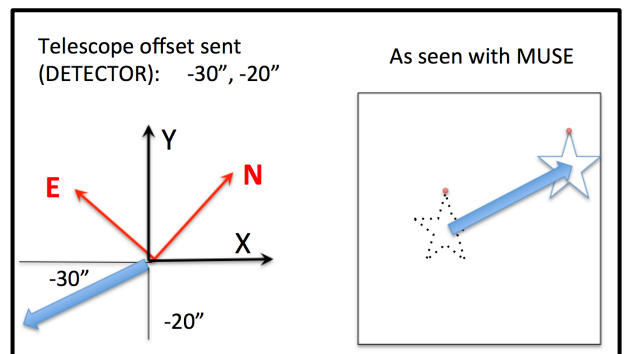 Telescope offset sent
(DETECTOR): -30”, -20”
As seen with MUSE
Y
E
N
X
-30”
-20”